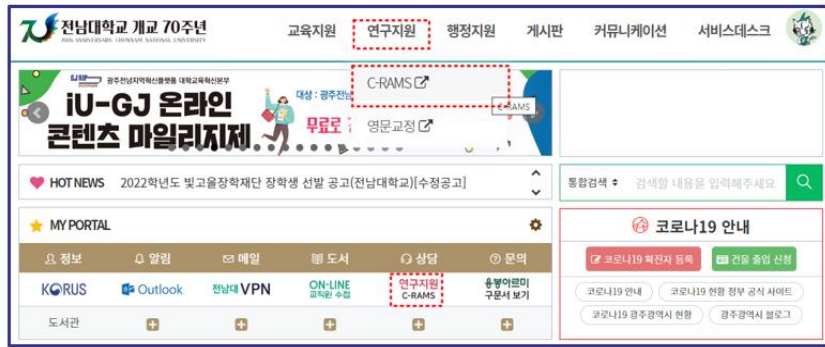 전남대학교 개교 70주년
70th ANNIVERSARY CHONNAM NATIONAL UNIVERSITY
교육지원 연구지원 행정지원 게시판 커뮤니케이션 서비스데스크
C-RAMS
영문교정
C-RAMS
광주전남지역혁신플랫폼 대학교육혁신본부
iU-GJ 온라인
콘텐츠 마일리지제
대상 : 광주전남
무료로
HOT NEWS 2022학년도 빛고을장학재단 장학생 선발 공고(전남대학교)[수정공고]
통합검색 검색할 내용을 입력해주세요.
MY PORTAL
정보 알림 메일 도서 상담 문의
KORUS Outlook 전남대 VPN ON-LINE 교직원 수첩 연구지원 C-RAMS 용봉아르미 구문서 보기
도서관
코로나19 안내
코로나19 확진자 등록 건물 출입 신청
코로나19 안내 코로나19 현황 정부 공식 사이트
코로나19 광주광역시 현황 광주광역시 블로그